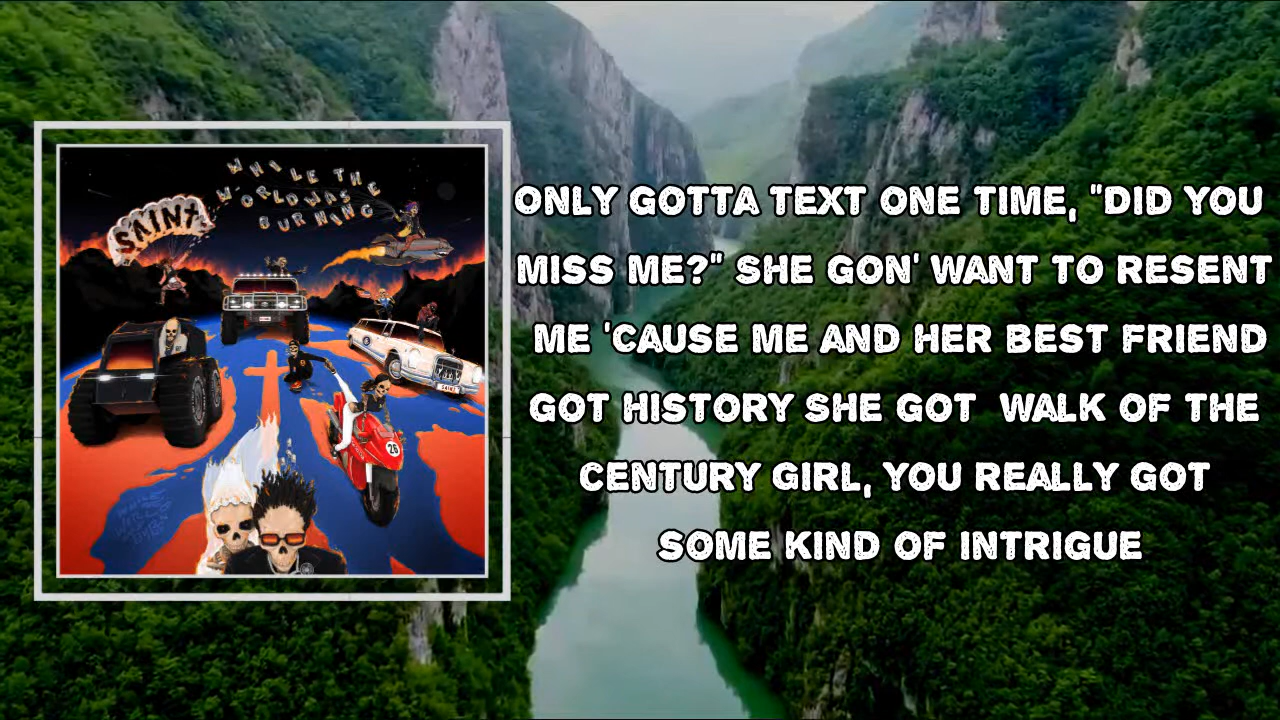 WHILE THE
WORLD WAS
BURNING
SAINt
SAINt
26
ONLY GOTTA TEXT ONE TIME, "DID YOU
MISS ME?" SHE GON' WANT TO RESENT
ME 'CAUSE ME AND HER BEST FRIEND
GOT HISTORY SHE GOT WALK OF THE
CENTURY GIRL, YOU REALLY GOT
SOME KIND OF INTRIGUE